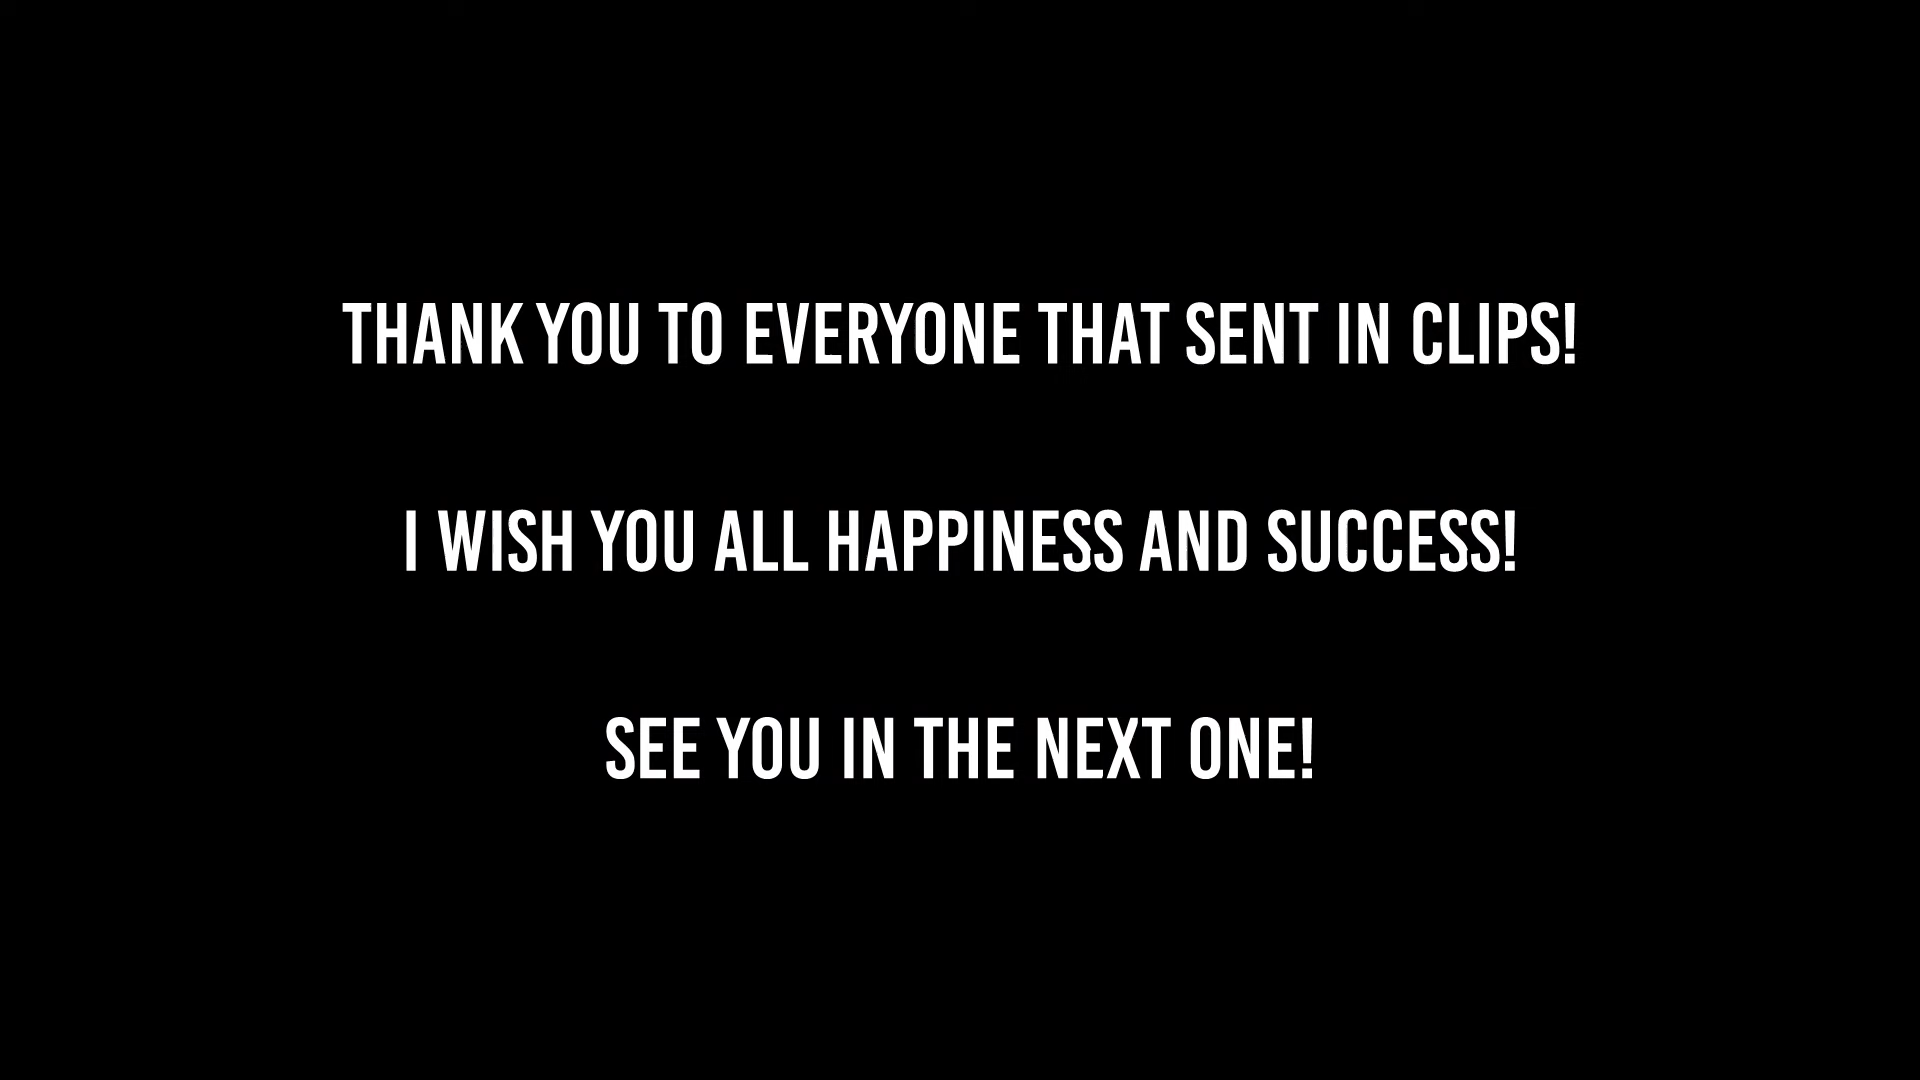 THANK YOU TO EVERYONE THAT SENT IN CLIPS!
I WISH YOU ALL HAPPINESS AND SUCCESS!
SEE YOU IN THE NEXT ONE!